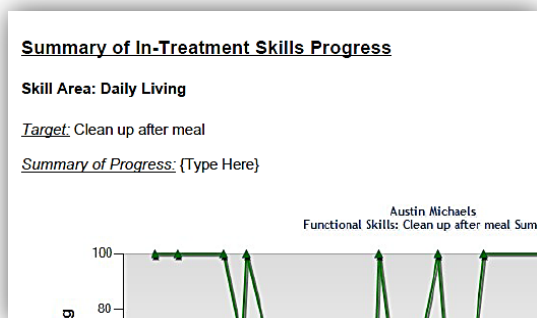 Summary of In-Treatment Skills Progress
Skill Area: Daily Living
Target: Clean up after meal
Summary of Progress: {Type Here}
Austin Michaels
Functional Skills: Clean up after meal Sum
100
80